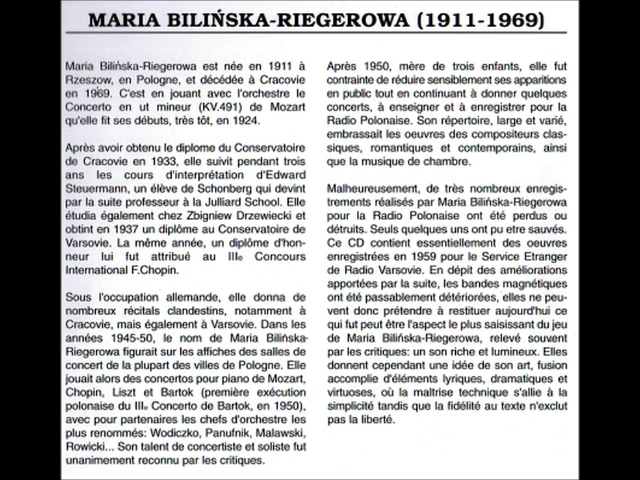 MARIA BILIŃSKA-RIEGEROWA (1911-1969)
Maria Bilińska-Riegerowa est née en 1911 à
Rzeszow, en Pologne, et décédée à Cracovie
en 1969. C'est en jouant avec l'orchestre le
Concerto en ut mineur (KV.491) de Mozart
qu'elle fit ses débuts, très tôt, en 1924.
Après avoir obtenu le diplome du Conservatoire
de Cracovie en 1933, elle suivit pendant trois
ans les cours d'interprétation d'Edward
Steuermann, un élève de Schonberg qui devint
par la suite professeur à la Julliard School. Elle
étudia également chez Zbigniew Drzewiecki et
obtint en 1937 un diplôme au Conservatoire de
Varsovie. La même année, un diplôme d'hon-
neur lui fut attribué au IIIe Concours
International F.Chopin.
Sous l'occupation allemande, elle donna de
nombreux récitals clandestins, notamment à
Cracovie, mais également à Varsovie. Dans les
années 1945-50, le nom de Maria Bilińska-
Riegerowa figurait sur les affiches des salles de
concert de la plupart des villes de Pologne. Elle
jouait alors des concertos pour piano de Mozart,
Chopin, Liszt et Bartok (première exécution
polonaise du IIIe Concerto de Bartok, en 1950),
avec pour partenaires les chefs d'orchestre les
plus renommés: Wodiczko, Panufnik, Malawski,
Rowicki... Son talent de concertiste et soliste fut
unanimement reconnu par les critiques.
Après 1950, mère de trois enfants, elle fut
contrainte de réduire sensiblement ses apparitions
en public tout en continuant à donner quelques
concerts, à enseigner et à enregistrer pour la
Radio Polonaise. Son répertoire, large et varié,
embrassait les oeuvres des compositeurs clas-
siques, romantiques et contemporains, ainsi
que la musique de chambre.
Malheureusement, de très nombreux enregis-
trements réalisés par Maria Bilińska-Riegerowa
pour la Radio Polonaise ont été perdus ou
détruits. Seuls quelques uns ont pu etre sauvés.
Ce CD contient essentiellement des oeuvres
enregistrées en 1959 pour le Service Etranger
de Radio Varsovie. En dépit des améliorations
apportées par la suite, les bandes magnétiques
ont été passablement détériorées, elles ne peu-
vent donc prétendre à restituer aujourd'hui ce
qui fut peut être l'aspect le plus saisissant du jeu
de Maria Bilińska-Riegerowa, relevé souvent
par les critiques: un son riche et lumineux. Elles
donnent cependant une idée de son art, fusion
accomplie d'éléments lyriques, dramatiques et
virtuoses, où la maîtrise technique s'allie à la
simplicité tandis que la fidélité au texte n'exclut
pas la liberté.